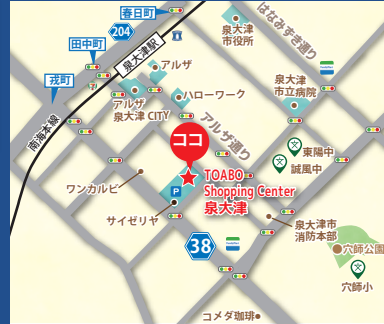 春日町
204
田中町
戎町
泉大津駅
南海本線
アルザ
アルザ
泉大津 CITY
ハローワーク
泉大津
市役所
はなみずき通り
泉大津
市立病院
アルザ通り
ココ
TOABO
Shopping Center
泉大津
P
ワンカルビ
サイゼリヤ
38
文
東陽中
文
誠風中
泉大津市
消防本部
穴師公園
文
穴師小
コメダ珈琲